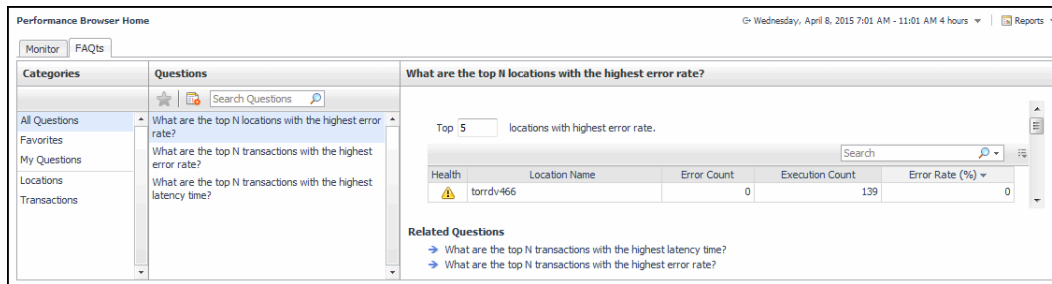 Performance Browser Home
Wednesday, April 8, 2015 7:01 AM - 11:01 AM 4 hours
Reports
Monitor
FAQts
Categories
All Questions
Favorites
My Questions
Locations
Transactions
Questions
Search Questions
What are the top N locations with the highest error
rate?
What are the top N transactions with the highest
error rate?
What are the top N transactions with the highest
latency time?
What are the top N locations with the highest error rate?
Top 5 locations with highest error rate.
Search
Health Location Name Error Count Execution Count Error Rate (%)
torrdv466 0 139 0
Related Questions
What are the top N transactions with the highest latency time?
What are the top N transactions with the highest error rate?